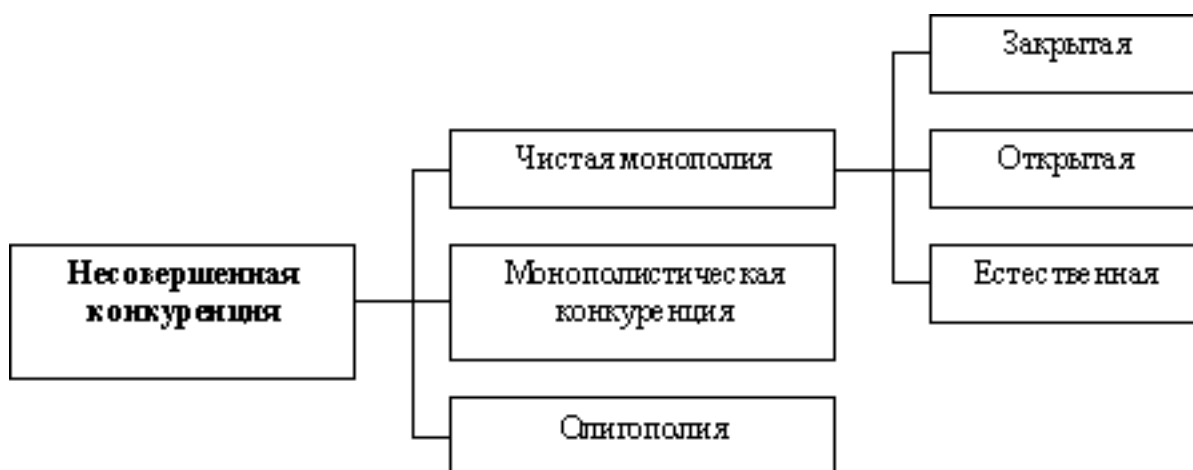 Закрытая
Чистая монополия
Открытая
Несовершенная
конкуренция
Монополистическая
конкуренция
Естественная
Олигополия